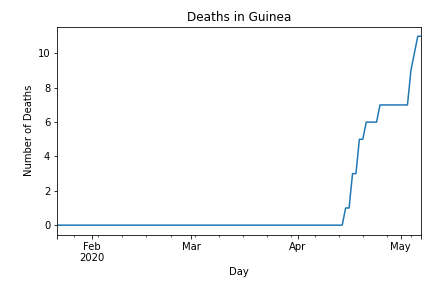 Deaths in Guinea
Number of Deaths
10
8
6
4
2
0
Feb
2020
Mar
Apr
May
Day